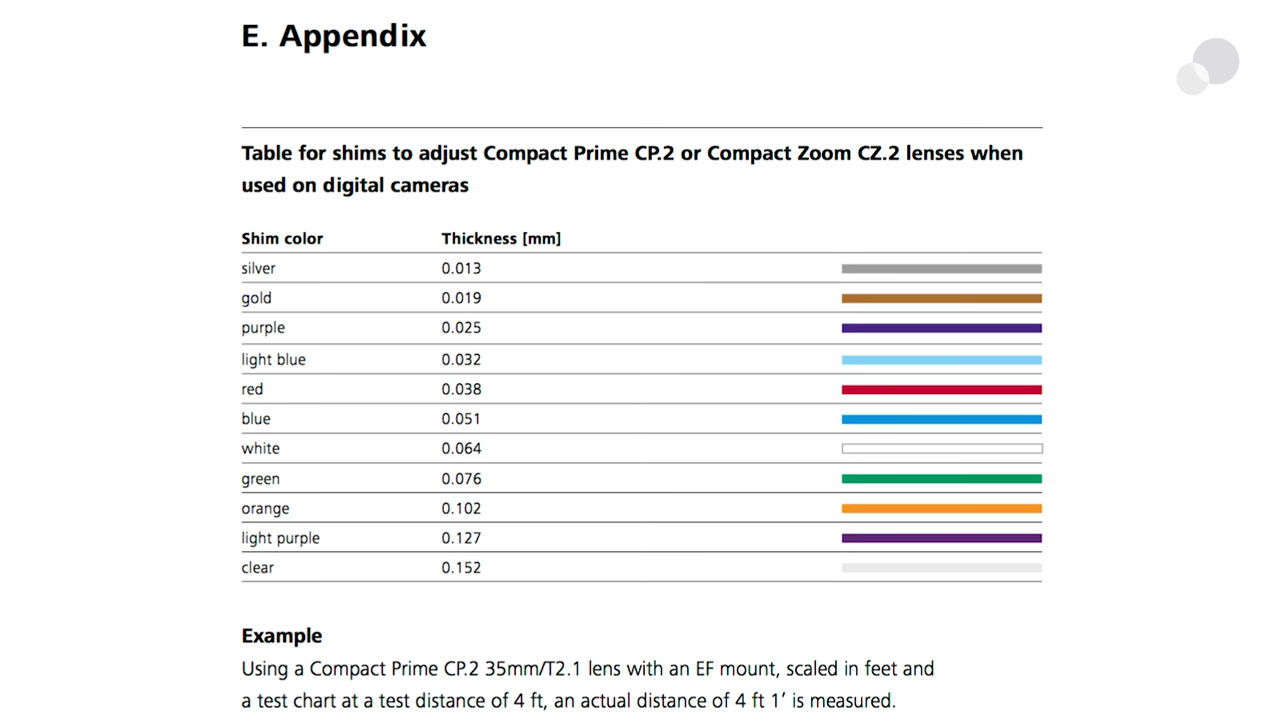 E. Appendix
Table for shims to adjust Compact Prime CP.2 or Compact Zoom CZ.2 lenses when
used on digital cameras
Shim color Thickness [mm]
silver 0.013
gold 0.019
purple 0.025
light blue 0.032
red 0.038
blue 0.051
white 0.064
green 0.076
orange 0.102
light purple 0.127
clear 0.152
Example
Using a Compact Prime CP.2 35mm/T2.1 lens with an EF mount, scaled in feet and
a test chart at a test distance of 4 ft, an actual distance of 4 ft 1’ is measured.